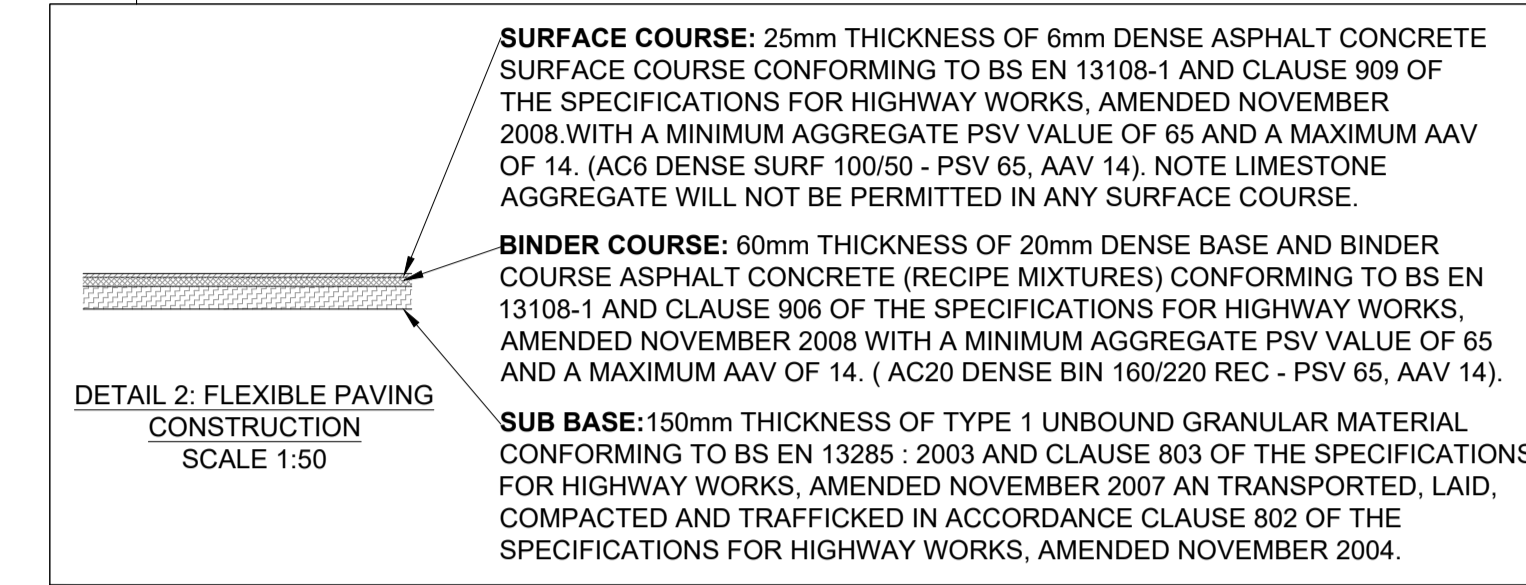 SURFACE COURSE: 25mm THICKNESS OF 6mm DENSE ASPHALT CONCRETE
SURFACE COURSE CONFORMING TO BS EN 13108-1 AND CLAUSE 909 OF
THE SPECIFICATIONS FOR HIGHWAY WORKS, AMENDED NOVEMBER
2008.WITH A MINIMUM AGGREGATE PSV VALUE OF 65 AND A MAXIMUM AAV
OF 14. (AC6 DENSE SURF 100/50 - PSV 65, AAV 14). NOTE LIMESTONE
AGGREGATE WILL NOT BE PERMITTED IN ANY SURFACE COURSE.
BINDER COURSE: 60mm THICKNESS OF 20mm DENSE BASE AND BINDER
COURSE ASPHALT CONCRETE (RECIPE MIXTURES) CONFORMING TO BS EN
13108-1 AND CLAUSE 906 OF THE SPECIFICATIONS FOR HIGHWAY WORKS,
AMENDED NOVEMBER 2008 WITH A MINIMUM AGGREGATE PSV VALUE OF 65
AND A MAXIMUM AAV OF 14. ( AC20 DENSE BIN 160/220 REC - PSV 65, AAV 14).
SUB BASE:150mm THICKNESS OF TYPE 1 UNBOUND GRANULAR MATERIAL
CONFORMING TO BS EN 13285 : 2003 AND CLAUSE 803 OF THE SPECIFICATIONS
FOR HIGHWAY WORKS, AMENDED NOVEMBER 2007 AN TRANSPORTED, LAID,
COMPACTED AND TRAFFICKED IN ACCORDANCE CLAUSE 802 OF THE
SPECIFICATIONS FOR HIGHWAY WORKS, AMENDED NOVEMBER 2004.
DETAIL 2: FLEXIBLE PAVING
CONSTRUCTION
SCALE 1:50